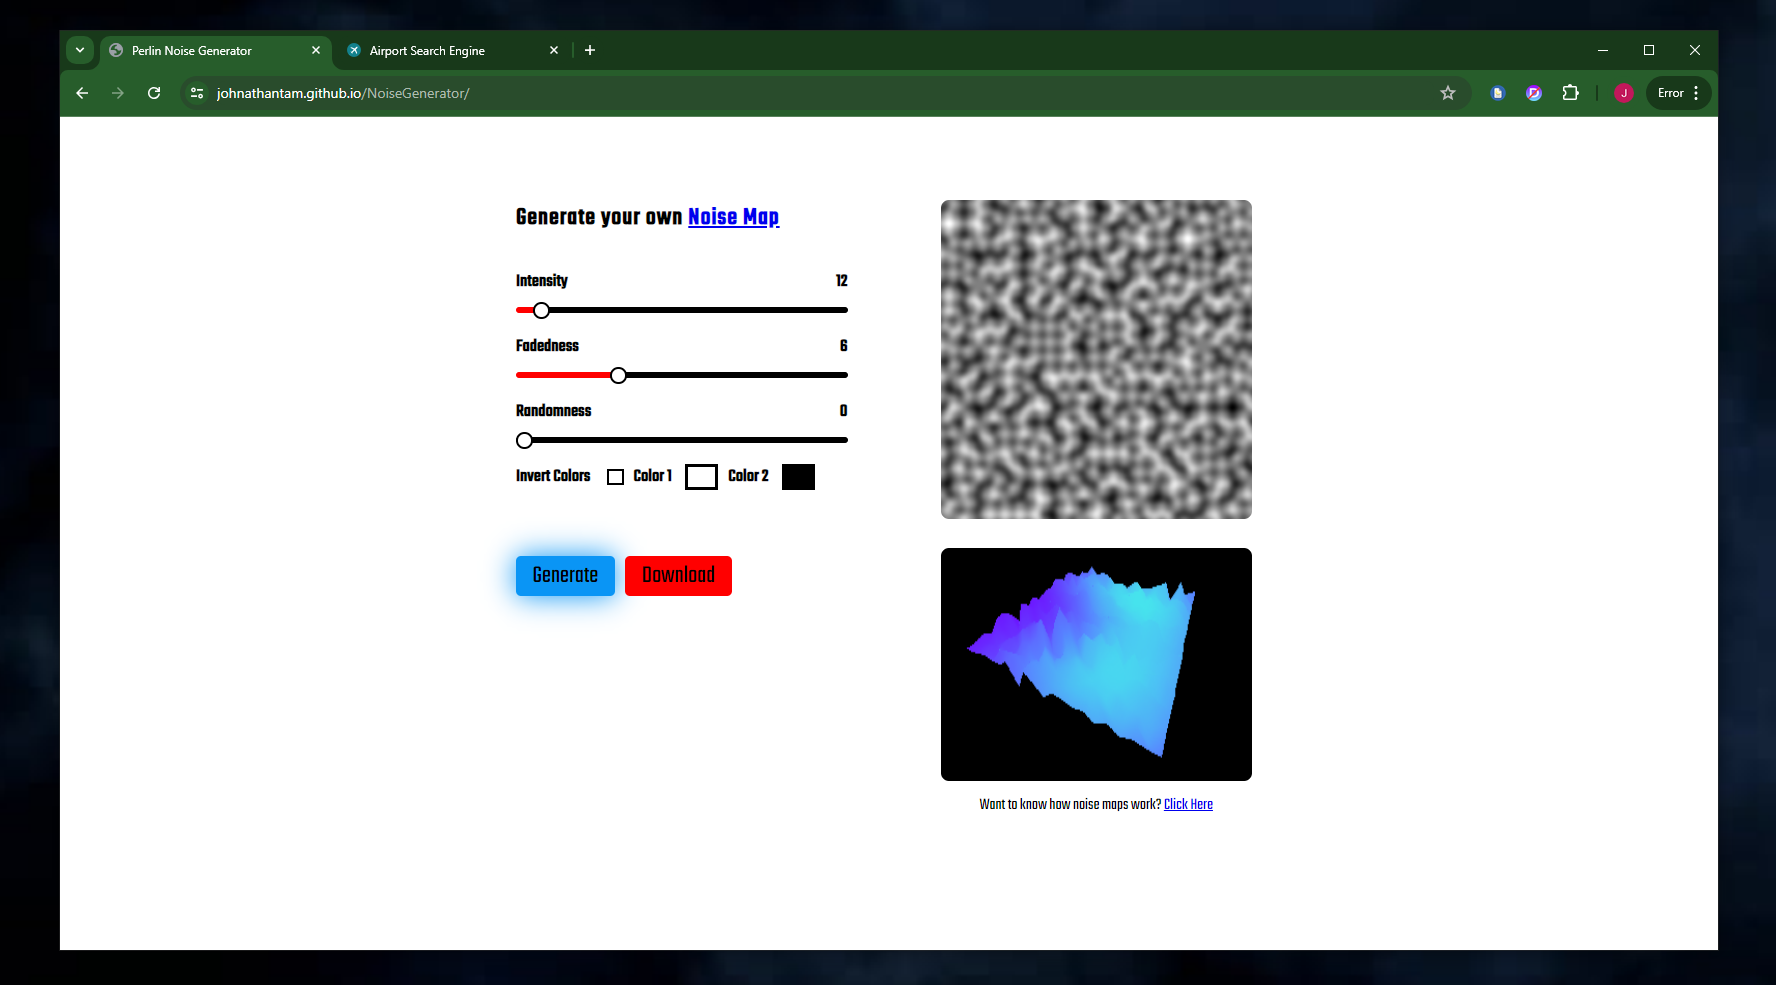 Perlin Noise Generator
Airport Search Engine
johnathantam.github.io/NoiseGenerator/
J
Error
Generate your own Noise Map
Intensity 12
Fadedness 6
Randomness 0
Invert Colors Color 1 Color 2
Generate Download
Want to know how noise maps work? Click Here